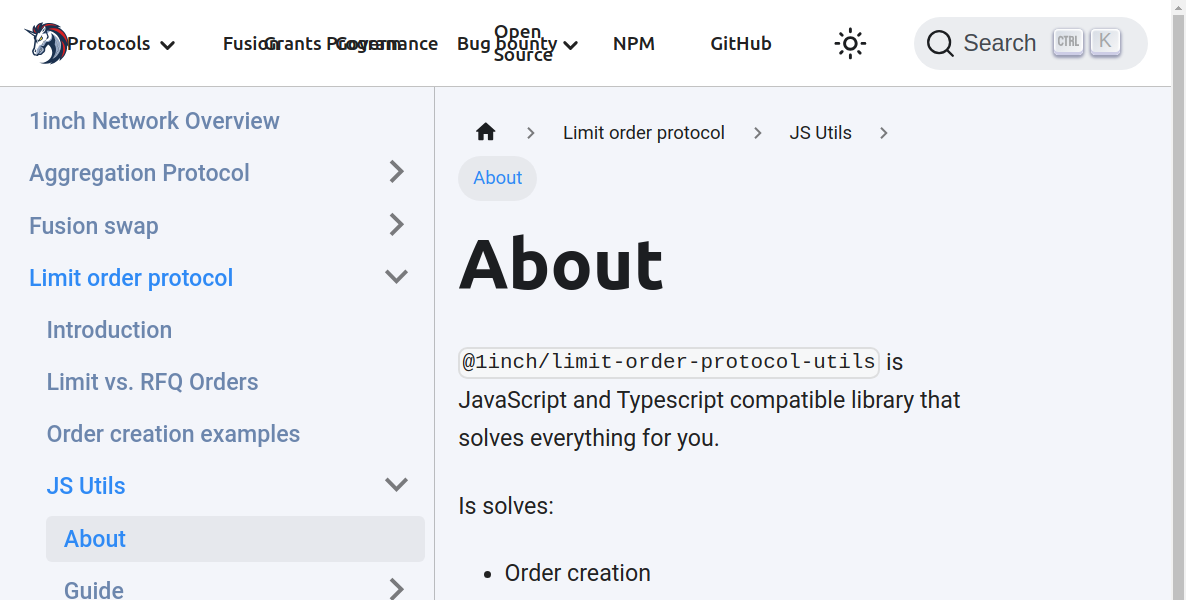 Protocols
Fusion
Grants Program
Governance
Bug bounty
Open
Source
NPM
GitHub
Search
CTRL
K
1inch Network Overview
Aggregation Protocol
Fusion swap
Limit order protocol
Introduction
Limit vs. RFQ Orders
Order creation examples
JS Utils
About
Guide
Limit order protocol
JS Utils
About
About
@1inch/limit-order-protocol-utils is
JavaScript and Typescript compatible library that
solves everything for you.
Is solves:
Order creation